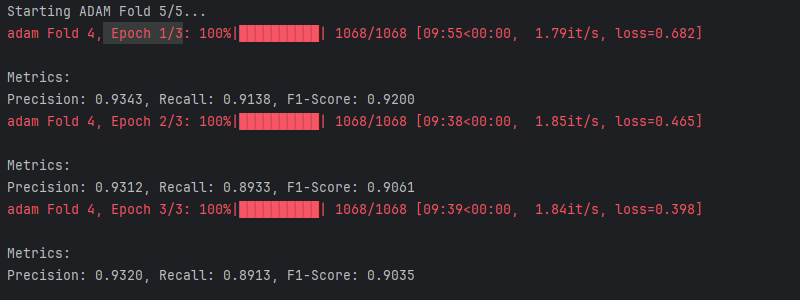 Starting ADAM Fold 5/5...
adam Fold 4, Epoch 1/3: 100%|██████████| 1068/1068 [09:55<00:00,  1.79it/s, loss=0.682]
Metrics:
Precision: 0.9343, Recall: 0.9138, F1-Score: 0.9200
adam Fold 4, Epoch 2/3: 100%|██████████| 1068/1068 [09:38<00:00,  1.85it/s, loss=0.465]
Metrics:
Precision: 0.9312, Recall: 0.8933, F1-Score: 0.9061
adam Fold 4, Epoch 3/3: 100%|██████████| 1068/1068 [09:39<00:00,  1.84it/s, loss=0.398]
Metrics:
Precision: 0.9320, Recall: 0.8913, F1-Score: 0.9035